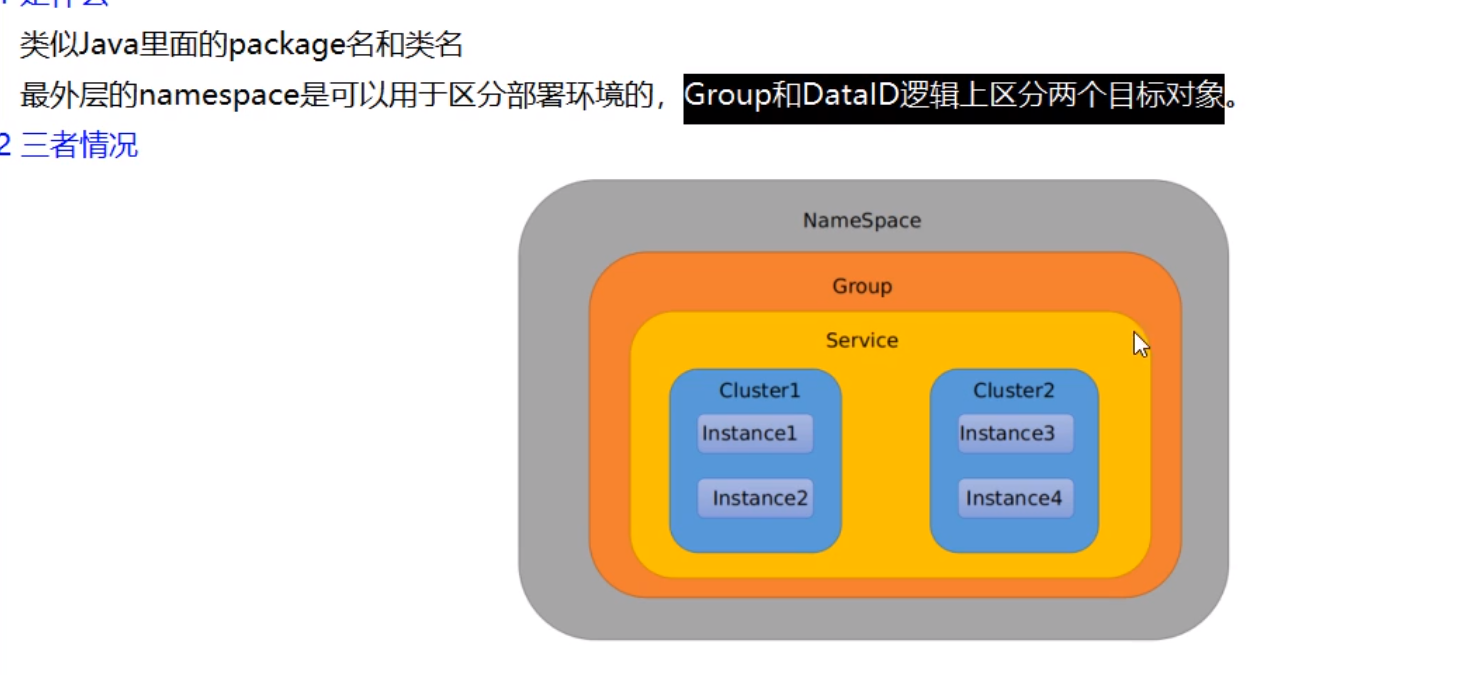 类似Java里面的package名和类名
最外层的namespace是可以用于区分部署环境的，Group和DataID逻辑上区分两个目标对象。
2 三者情况
NameSpace
Group
Service
Cluster1
Cluster2
Instance1
Instance3
Instance2
Instance4